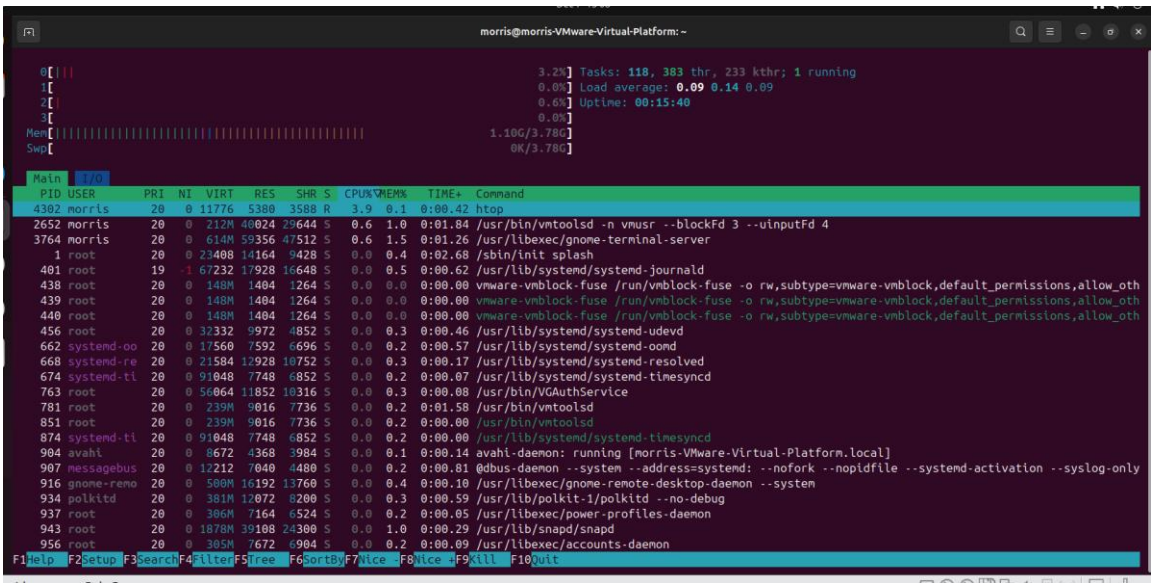 morris@morris-VMware-Virtual-Platform: ~
0[||| 3.2%] Tasks: 118, 383 thr, 233 kthr; 1 running
1[ 0.0%] Load average: 0.09 0.14 0.09
2[| 0.6%] Uptime: 00:15:40
3[ 0.0%]
Mem[||||||||||||||||||||||||||||||||||||| 1.10G/3.78G]
Swp[ 0K/3.78G]
Main I/O
PID USER PRI NI VIRT RES SHR S CPU%▽MEM% TIME+ Command
4302 morris 20 0 11776 5380 3588 R 3.9 0.1 0:00.42 htop
2652 morris 20 0 212M 40024 29644 S 0.6 1.0 0:01.84 /usr/bin/vmtoolsd -n vmusr --blockFd 3 --uinputFd 4
3764 morris 20 0 614M 59356 47512 S 0.6 1.5 0:01.26 /usr/libexec/gnome-terminal-server
1 root 20 0 23408 14164 9428 S 0.0 0.4 0:02.68 /sbin/init splash
401 root 19 -1 67232 17928 16648 S 0.0 0.5 0:00.62 /usr/lib/systemd/systemd-journald
438 root 20 0 148M 1404 1264 S 0.0 0.0 0:00.00 vmware-vmblock-fuse /run/vmblock-fuse -o rw,subtype=vmware-vmblock,default_permissions,allow_oth
439 root 20 0 148M 1404 1264 S 0.0 0.0 0:00.00 vmware-vmblock-fuse /run/vmblock-fuse -o rw,subtype=vmware-vmblock,default_permissions,allow_oth
440 root 20 0 148M 1404 1264 S 0.0 0.0 0:00.00 vmware-vmblock-fuse /run/vmblock-fuse -o rw,subtype=vmware-vmblock,default_permissions,allow_oth
456 root 20 0 32332 9972 4852 S 0.0 0.3 0:00.46 /usr/lib/systemd/systemd-udevd
662 systemd-oo 20 0 17560 7592 6696 S 0.0 0.2 0:00.57 /usr/lib/systemd/systemd-oomd
668 systemd-re 20 0 21584 12928 10752 S 0.0 0.3 0:00.17 /usr/lib/systemd/systemd-resolved
674 systemd-ti 20 0 91048 7748 6852 S 0.0 0.2 0:00.07 /usr/lib/systemd/systemd-timesyncd
763 root 20 0 56064 11852 10316 S 0.0 0.3 0:00.08 /usr/bin/VGAuthService
781 root 20 0 239M 9016 7736 S 0.0 0.2 0:01.58 /usr/bin/vmtoolsd
851 root 20 0 239M 9016 7736 S 0.0 0.2 0:00.00 /usr/bin/vmtoolsd
874 systemd-ti 20 0 91048 7748 6852 S 0.0 0.2 0:00.00 /usr/lib/systemd/systemd-timesyncd
904 avahi 20 0 8672 4368 3984 S 0.0 0.1 0:00.14 avahi-daemon: running [morris-VMware-Virtual-Platform.local]
907 messagebus 20 0 12212 7040 4480 S 0.0 0.2 0:00.81 @dbus-daemon --system --address=systemd: --nofork --nopidfile --systemd-activation --syslog-only
916 gnome-remo 20 0 500M 16192 13760 S 0.0 0.4 0:00.10 /usr/libexec/gnome-remote-desktop-daemon --system
934 polkitd 20 0 381M 12072 8200 S 0.0 0.3 0:00.59 /usr/lib/polkit-1/polkitd --no-debug
937 root 20 0 306M 7164 6524 S 0.0 0.2 0:00.05 /usr/libexec/power-profiles-daemon
943 root 20 0 1878M 39108 24300 S 0.0 1.0 0:00.29 /usr/lib/snapd/snapd
956 root 20 0 305M 7672 6904 S 0.0 0.2 0:00.09 /usr/libexec/accounts-daemon
F1Help F2Setup F3SearchF4FilterF5Tree F6SortByF7Nice -F8Nice +F9Kill F10Quit